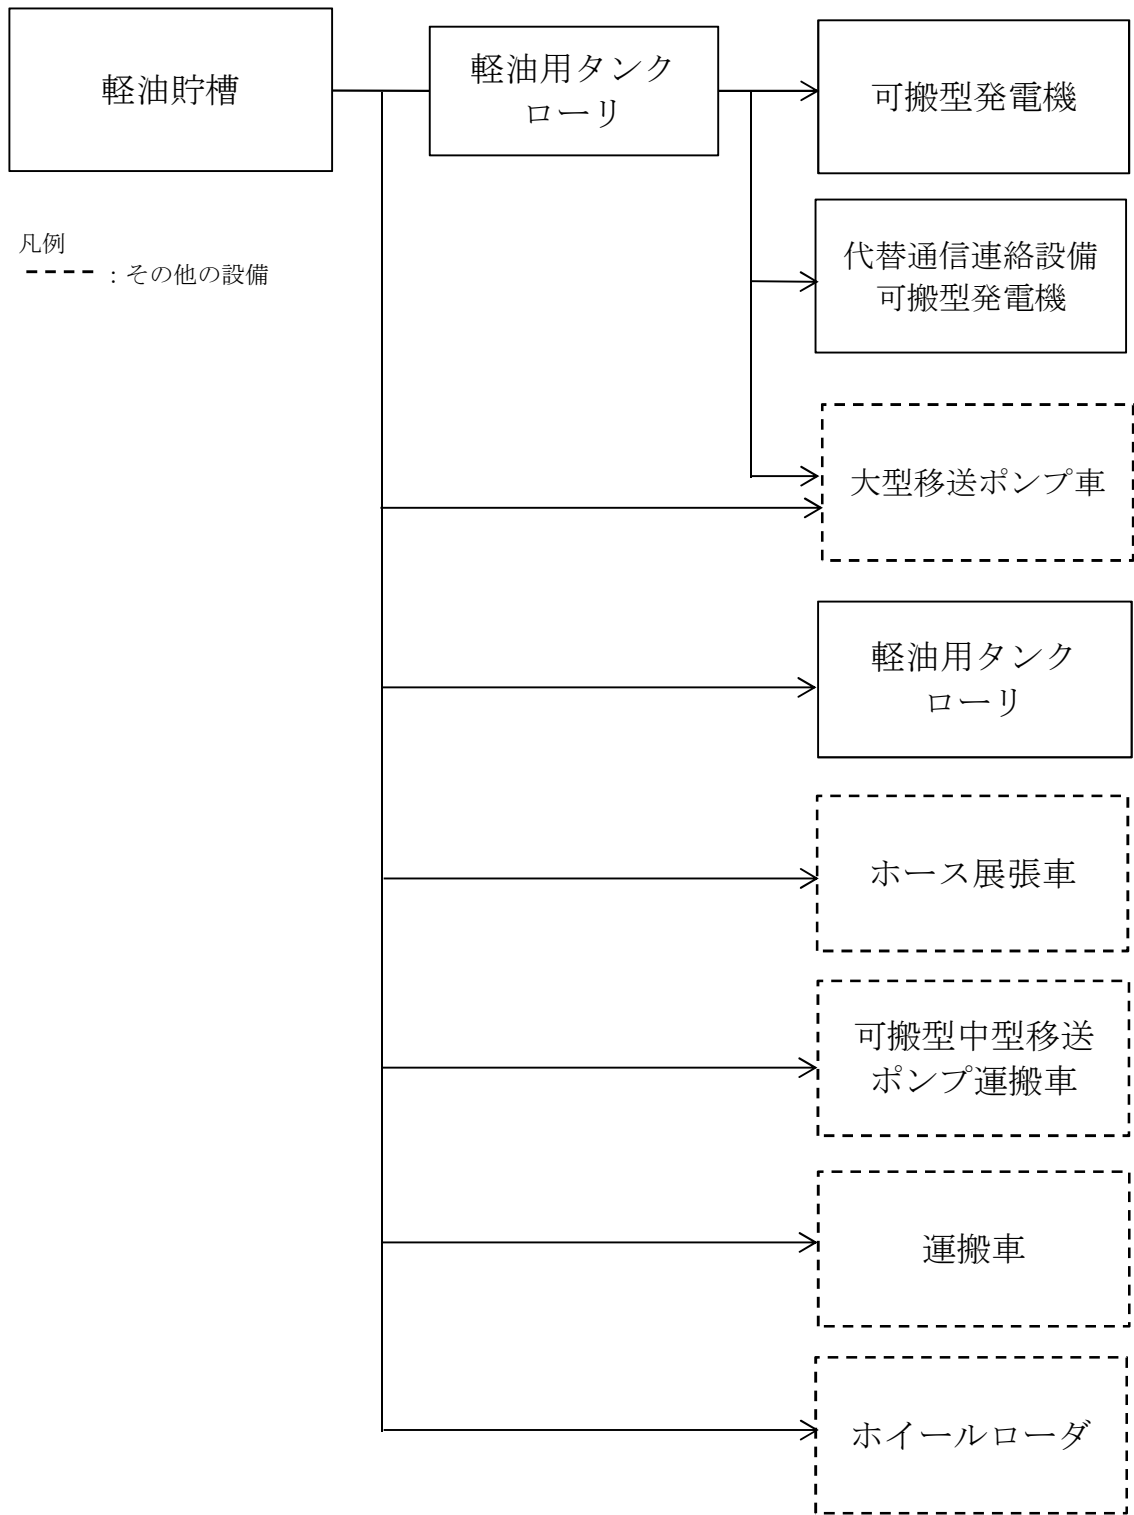 軽油貯槽
軽油用タンク
ローリ
可搬型発電機
凡例
：その他の設備
代替通信連絡設備
可搬型発電機
大型移送ポンプ車
軽油用タンク
ローリ
ホース展張車
可搬型中型移送
ポンプ運搬車
運搬車
ホイールローダ